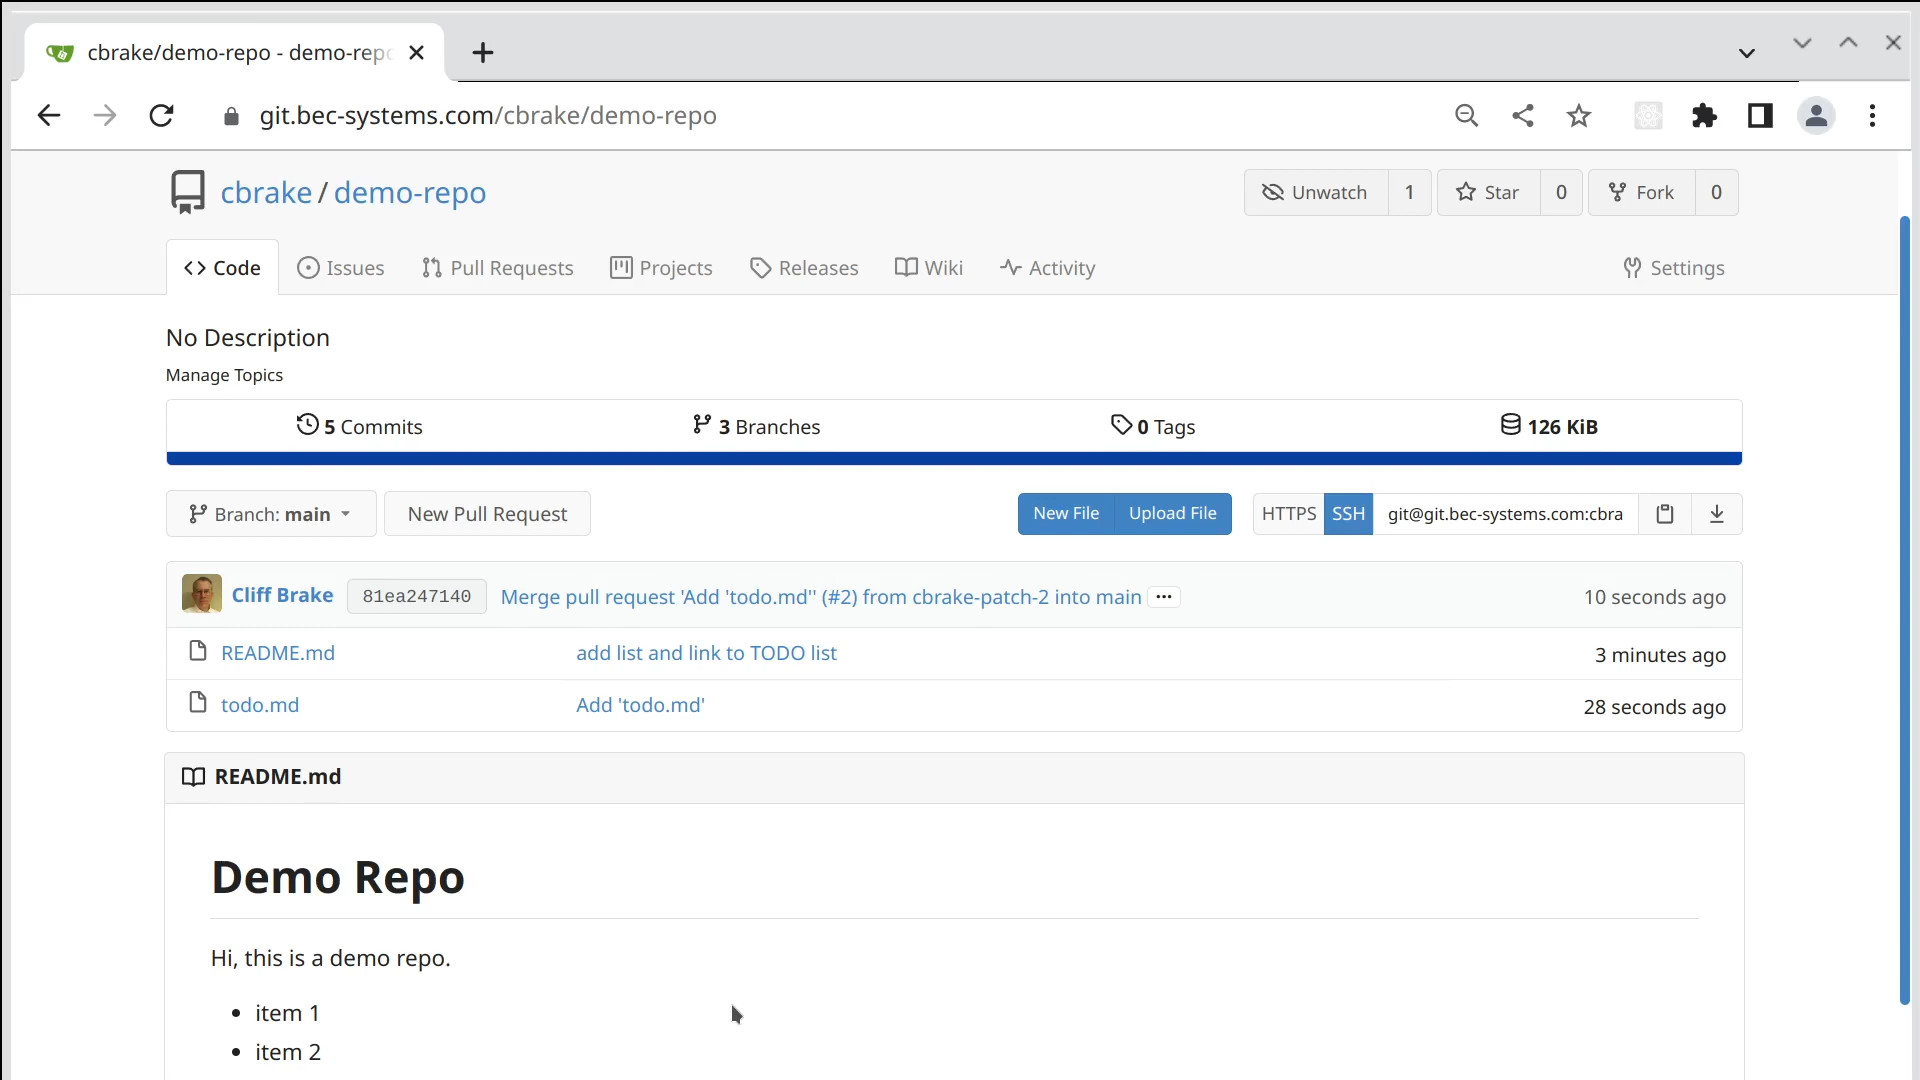 cbrake/demo-repo - demo-repo
git.bec-systems.com/cbrake/demo-repo
cbrake / demo-repo
Unwatch 1 Star 0 Fork 0
Code Issues Pull Requests Projects Releases Wiki Activity Settings
No Description
Manage Topics
5 Commits 3 Branches 0 Tags 126 KiB
Branch: main New Pull Request New File Upload File HTTPS SSH git@git.bec-systems.com:cbra
Cliff Brake 81ea247140 Merge pull request 'Add 'todo.md'' (#2) from cbrake-patch-2 into main ... 10 seconds ago
README.md add list and link to TODO list 3 minutes ago
todo.md Add 'todo.md' 28 seconds ago
README.md
Demo Repo
Hi, this is a demo repo.
• item 1
• item 2